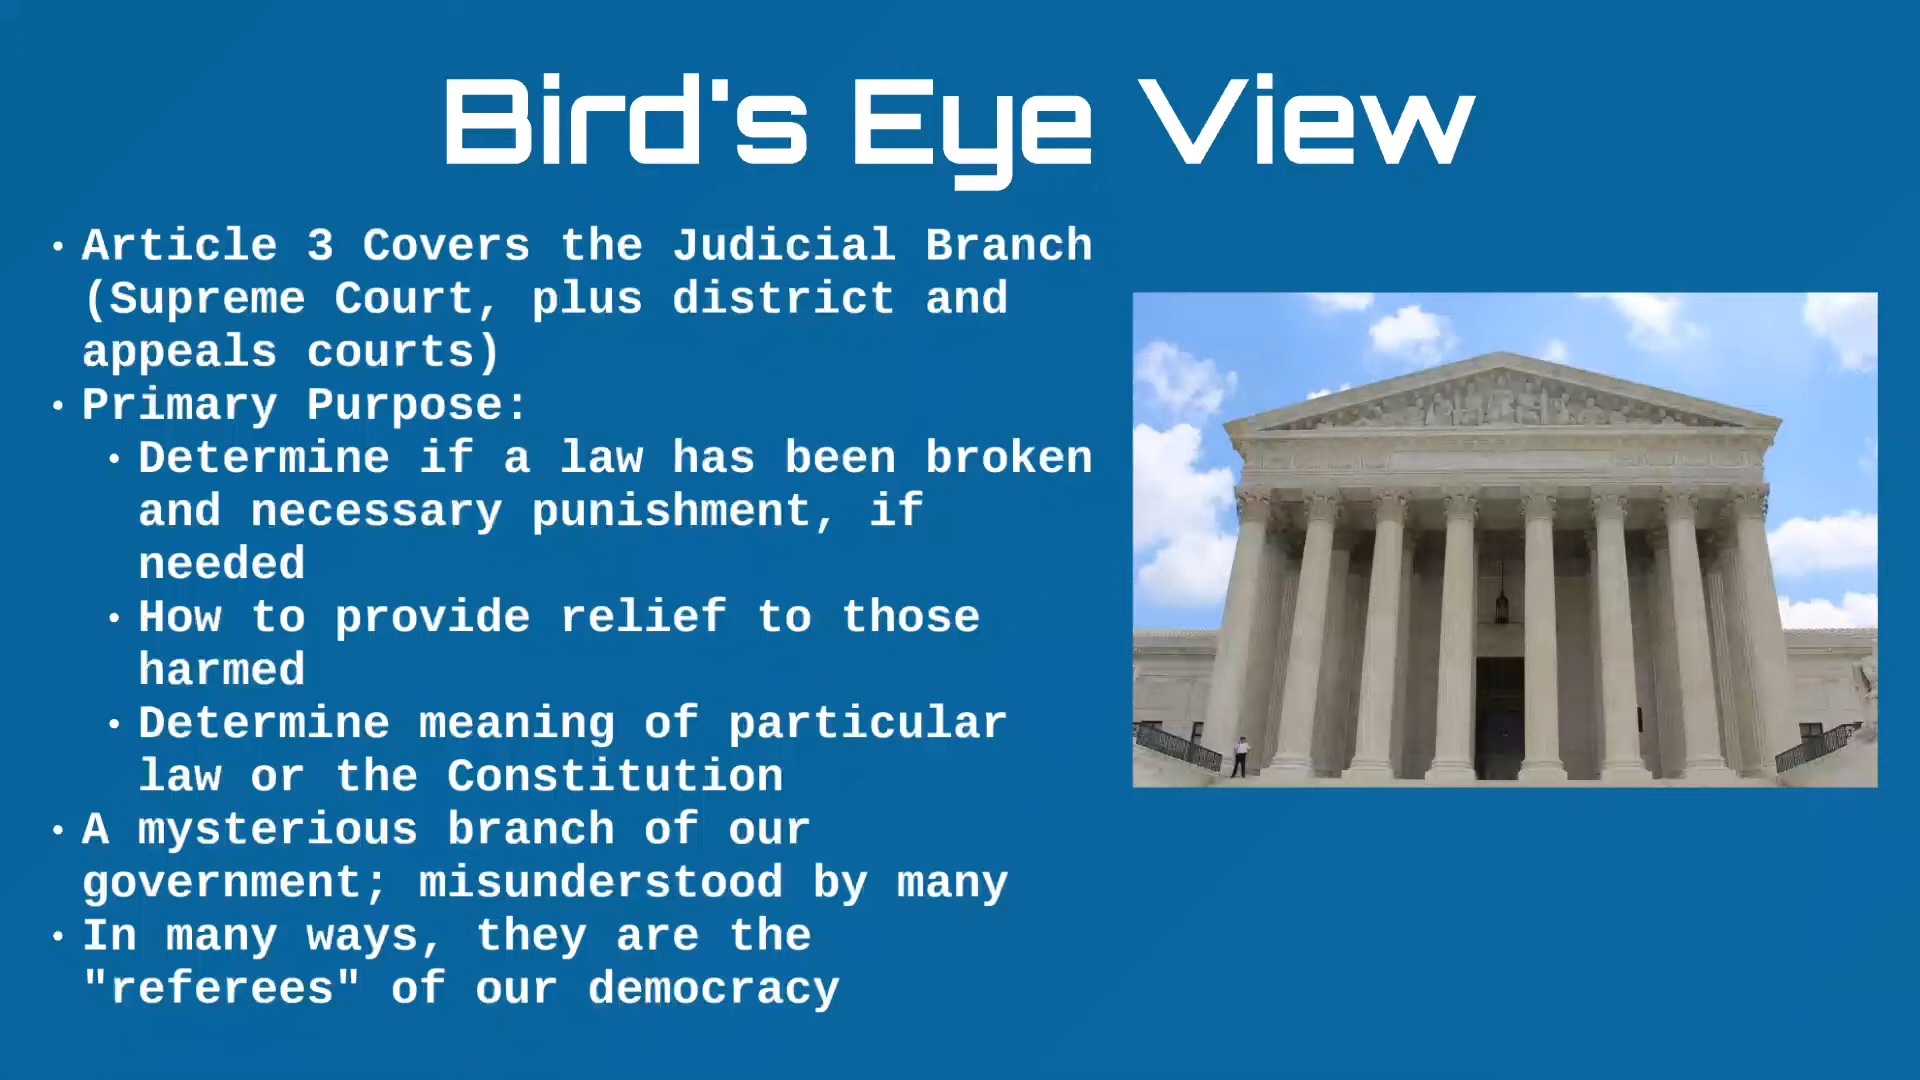 Bird's Eye View
• Article 3 Covers the Judicial Branch
(Supreme Court, plus district and
appeals courts)
• Primary Purpose:
• Determine if a law has been broken
and necessary punishment, if
needed
• How to provide relief to those
harmed
• Determine meaning of particular
law or the Constitution
• A mysterious branch of our
government; misunderstood by many
• In many ways, they are the
"referees" of our democracy